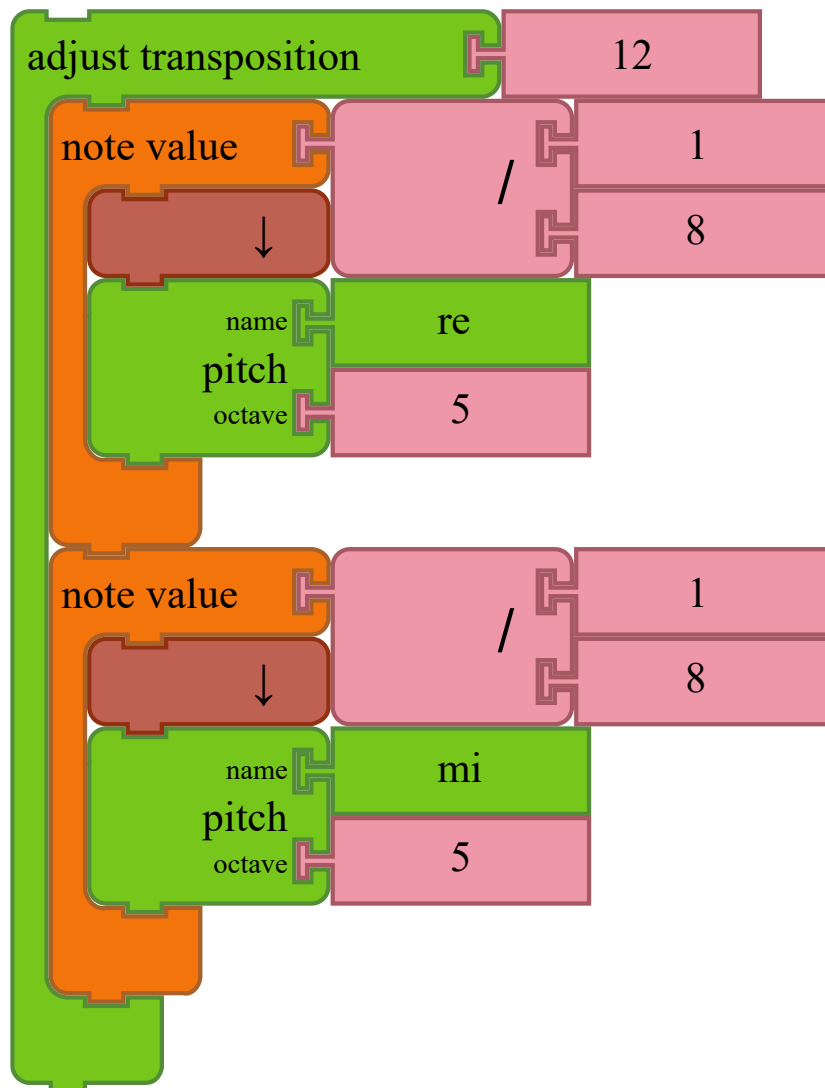 adjust transposition 12
note value / 1
↓ 8
name re
pitch
octave 5
note value / 1
↓ 8
name mi
pitch
octave 5